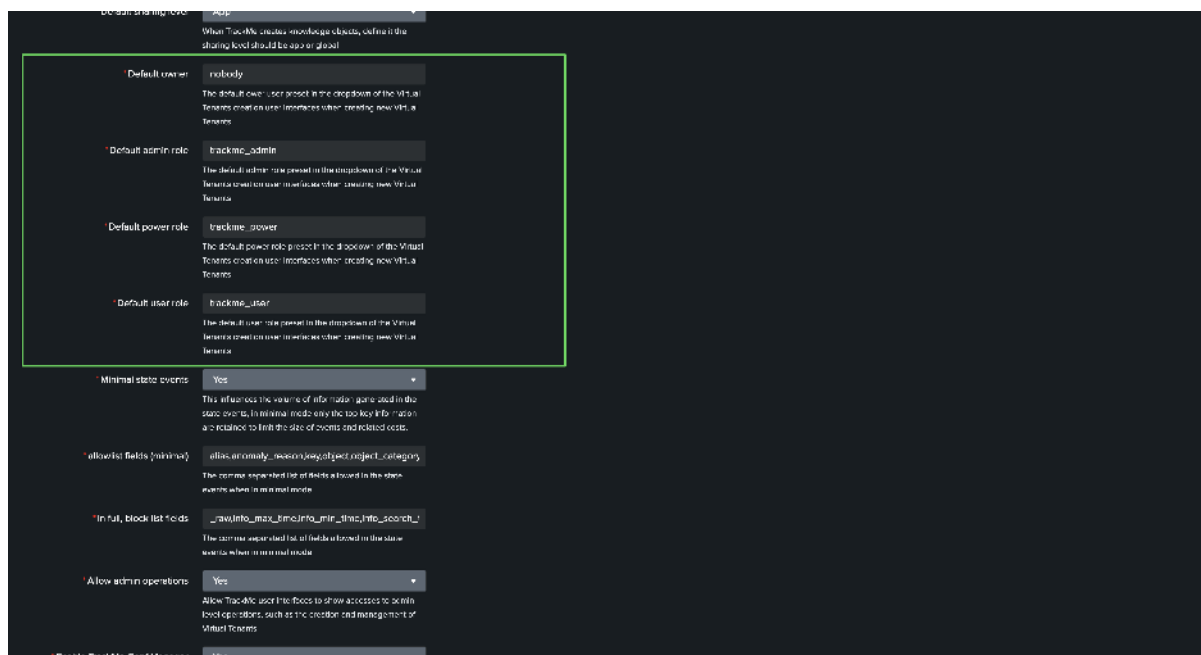 Default sharing level
App
When TrackMe creates knowledge objects, define if the
sharing level should be app or global
*Default owner
nobody
The default ower user preset in the dropdown of the Virtual
Tenants creation user interfaces when creating new Virtual
Tenants
*Default admin role
trackme_admin
The default admin role preset in the dropdown of the Virtual
Tenants creation user interfaces when creating new Virtual
Tenants
*Default power role
trackme_power
The default power role preset in the dropdown of the Virtual
Tenants creation user interfaces when creating new Virtual
Tenants
*Default user role
trackme_user
The default user role preset in the dropdown of the Virtual
Tenants creation user interfaces when creating new Virtual
Tenants
*Minimal state events
Yes
This influences the volume of information generated in the
state events, in minimal mode only the top key information
are retained to limit the size of events and related costs.
*allowlist fields (minimal)
alias,anomaly_reason,key,object,object_category
The comma separated list of fields allowed in the state
events when in minimal mode
*In full, block list fields
_raw,info_max_time,info_min_time,info_search_
The comma separated list of fields allowed in the state
events when in minimal mode
*Allow admin operations
Yes
Allow TrackMe user interfaces to show accesses to admin
level operations, such as the creation and management of
Virtual Tenants